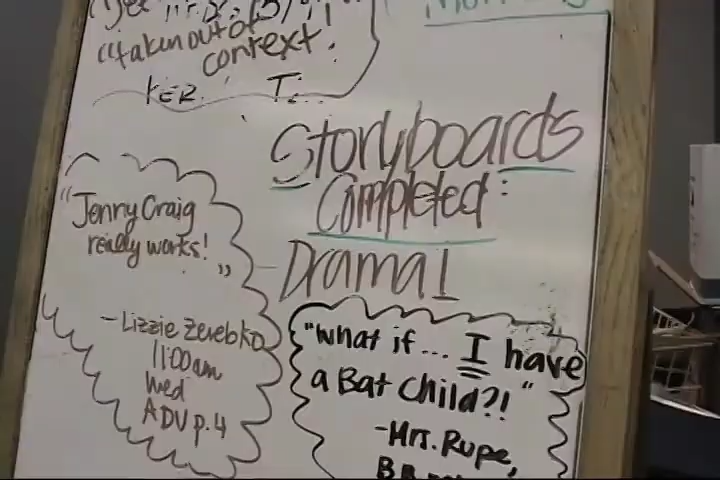 "taken out of
context!
Storyboards
Completed:
Drama!
"Jenny Craig
really works!"
-Lizzie Zerebko
11:00am
Wed
ADV p. 4
"What if... I have
a Bat Child?!"
-Mrs. Rupe,